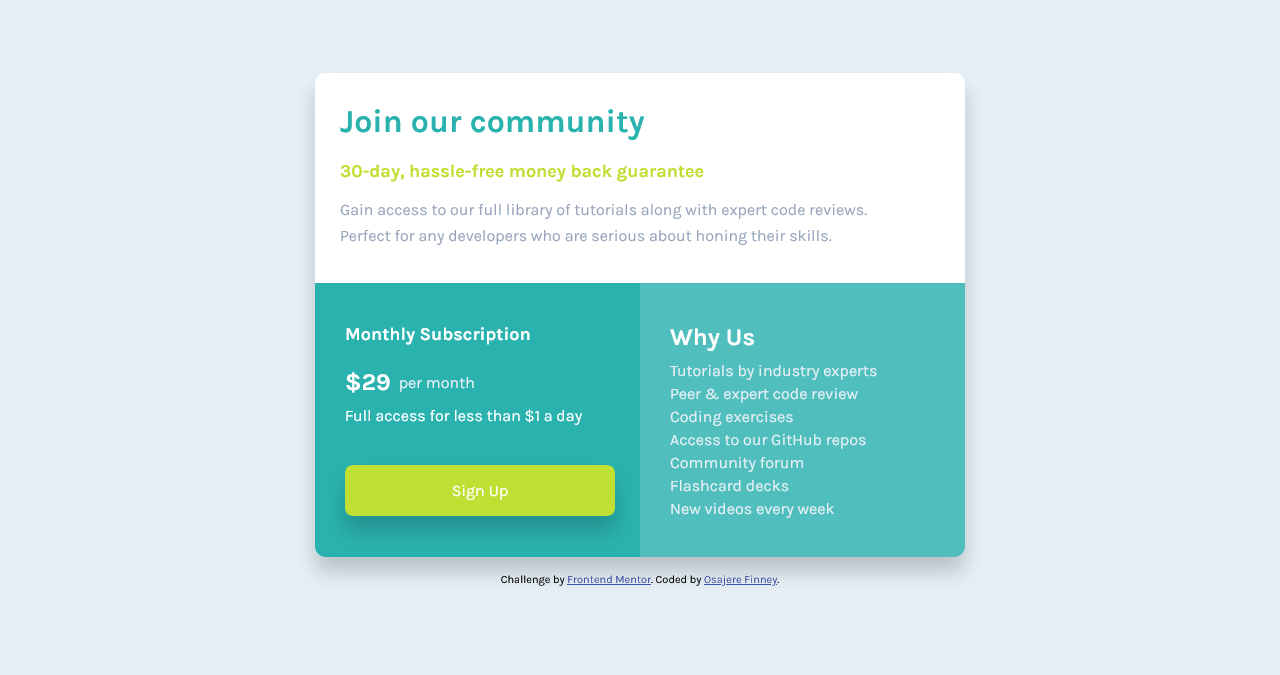 Join our community
30-day, hassle-free money back guarantee
Gain access to our full library of tutorials along with expert code reviews.
Perfect for any developers who are serious about honing their skills.
Monthly Subscription
$29 per month
Full access for less than $1 a day
Sign Up
Why Us
Tutorials by industry experts
Peer & expert code review
Coding exercises
Access to our GitHub repos
Community forum
Flashcard decks
New videos every week
Challenge by Frontend Mentor. Coded by Osajere Finney.